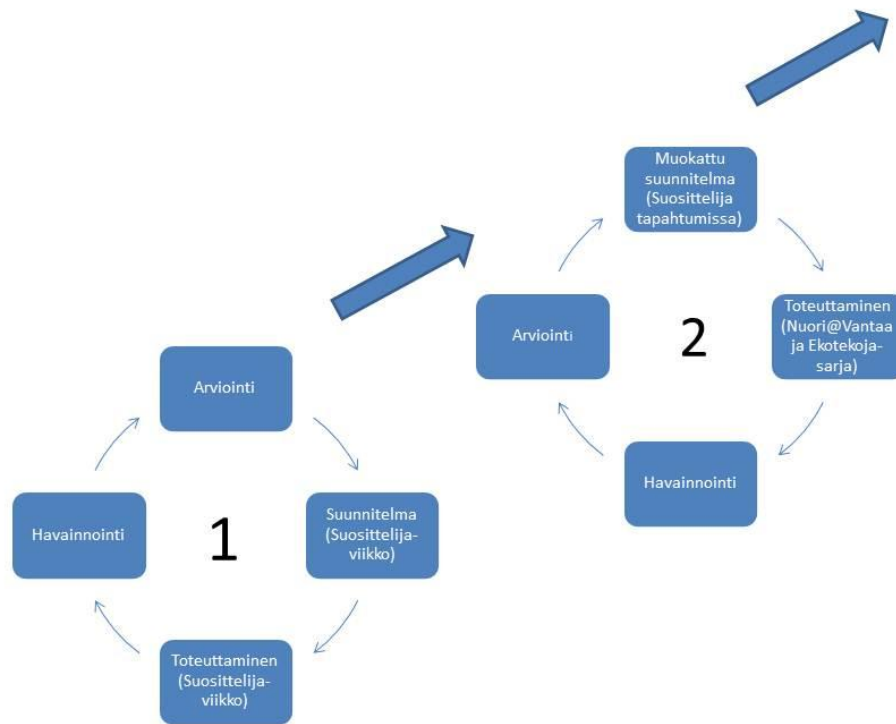 Arviointi
Suunnitelma
(Suosittelija-
viikko)
Toteuttaminen
(Suosittelija-
viikko)
Havainnointi
1
Muokattu
suunnitelma
(Suosittelija
tapahtumissa)
Toteuttaminen
(Nuori@Vantaa
ja Ekotekoja-
sarja)
Havainnointi
Arviointi
2